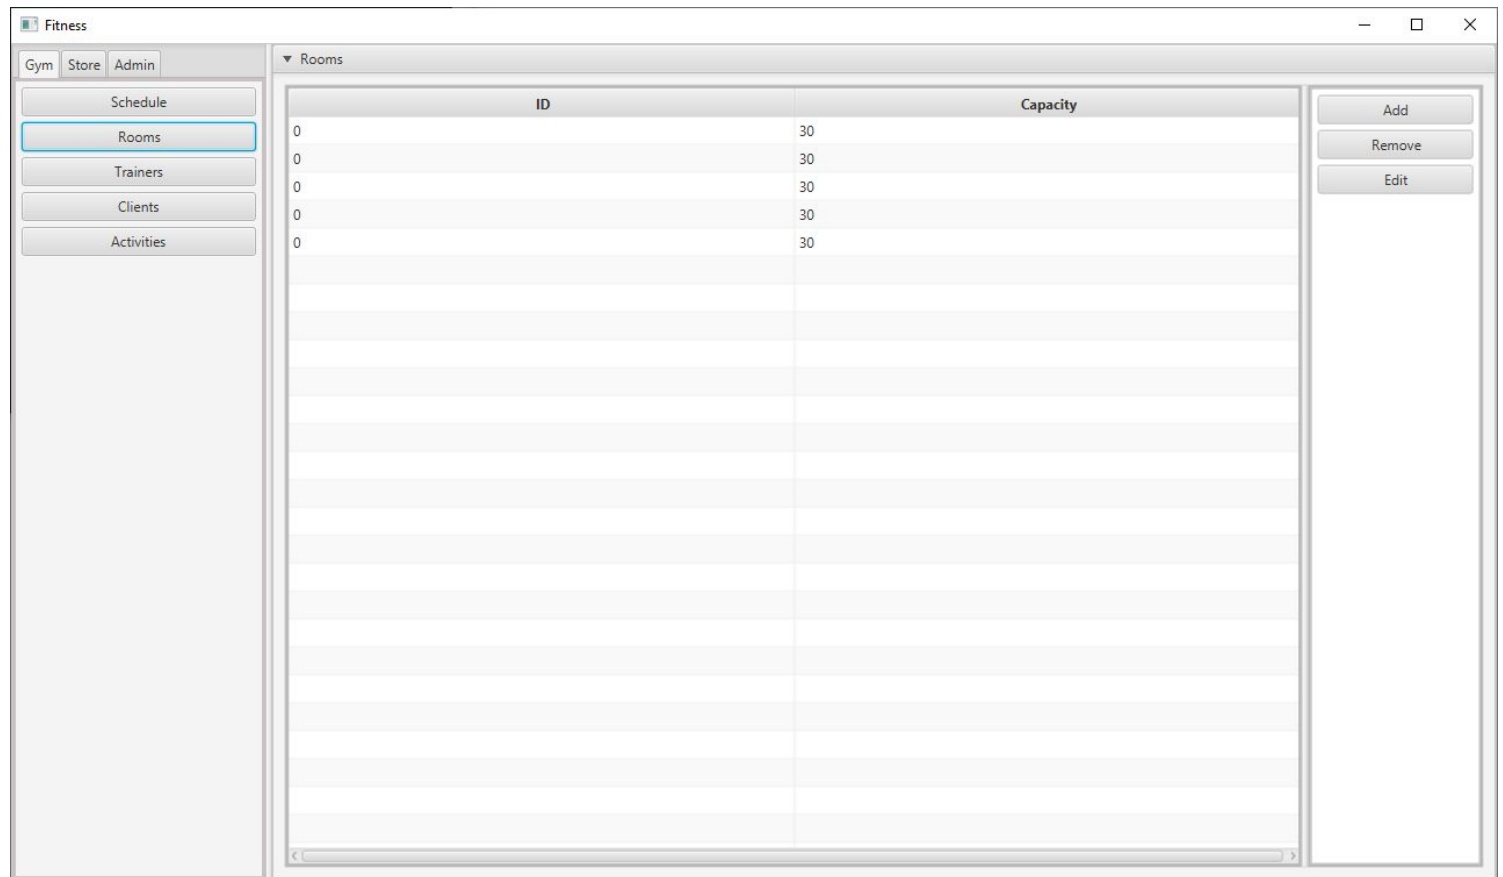 Fitness
Gym Store Admin
Rooms
Schedule
Rooms
Trainers
Clients
Activities
ID Capacity
0 30
0 30
0 30
0 30
0 30
Add
Remove
Edit